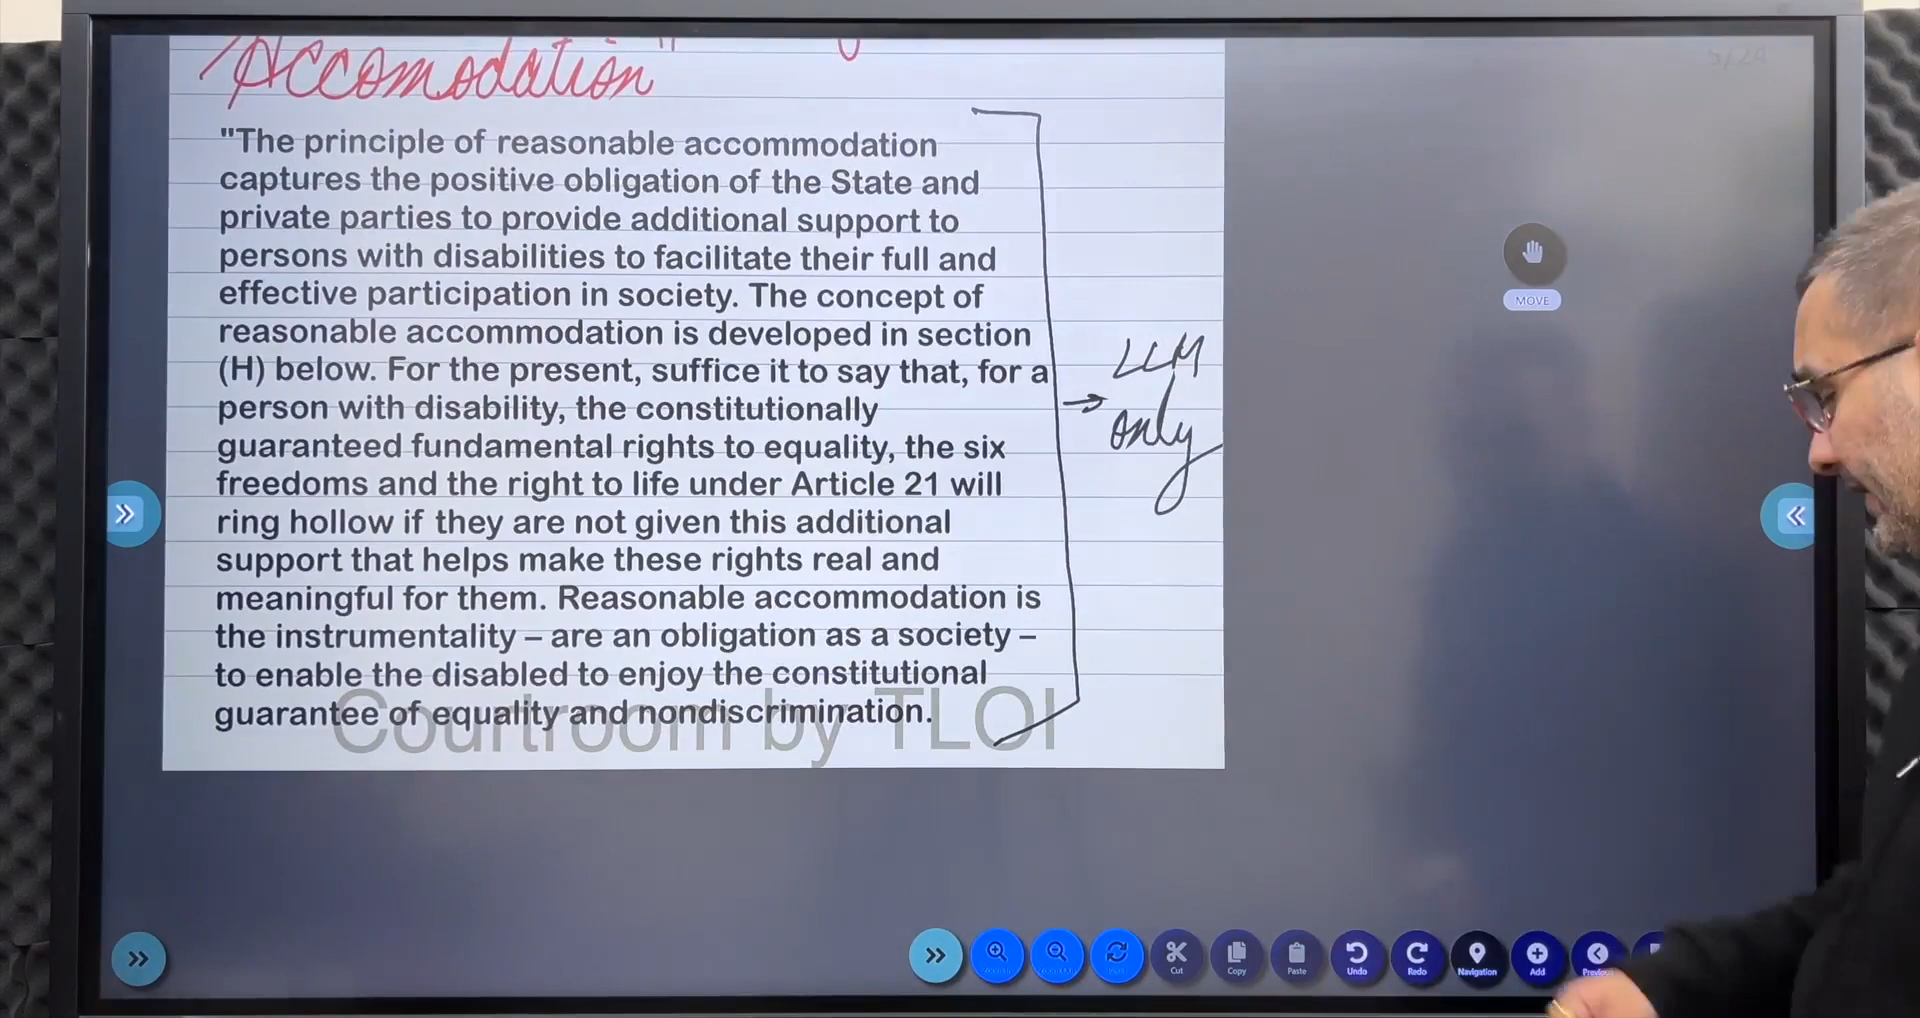 "Accomodation"
"The principle of reasonable accommodation
captures the positive obligation of the State and
private parties to provide additional support to
persons with disabilities to facilitate their full and
effective participation in society. The concept of
reasonable accommodation is developed in section
(H) below. For the present, suffice it to say that, for a
person with disability, the constitutionally
guaranteed fundamental rights to equality, the six
freedoms and the right to life under Article 21 will
ring hollow if they are not given this additional
support that helps make these rights real and
meaningful for them. Reasonable accommodation is
the instrumentality – are an obligation as a society –
to enable the disabled to enjoy the constitutional
guarantee of equality and nondiscrimination.
Courtroom by TLOI
→ LLM
only
MOVE
Cut
Copy
Paste
Undo
Redo
Navigation
Add